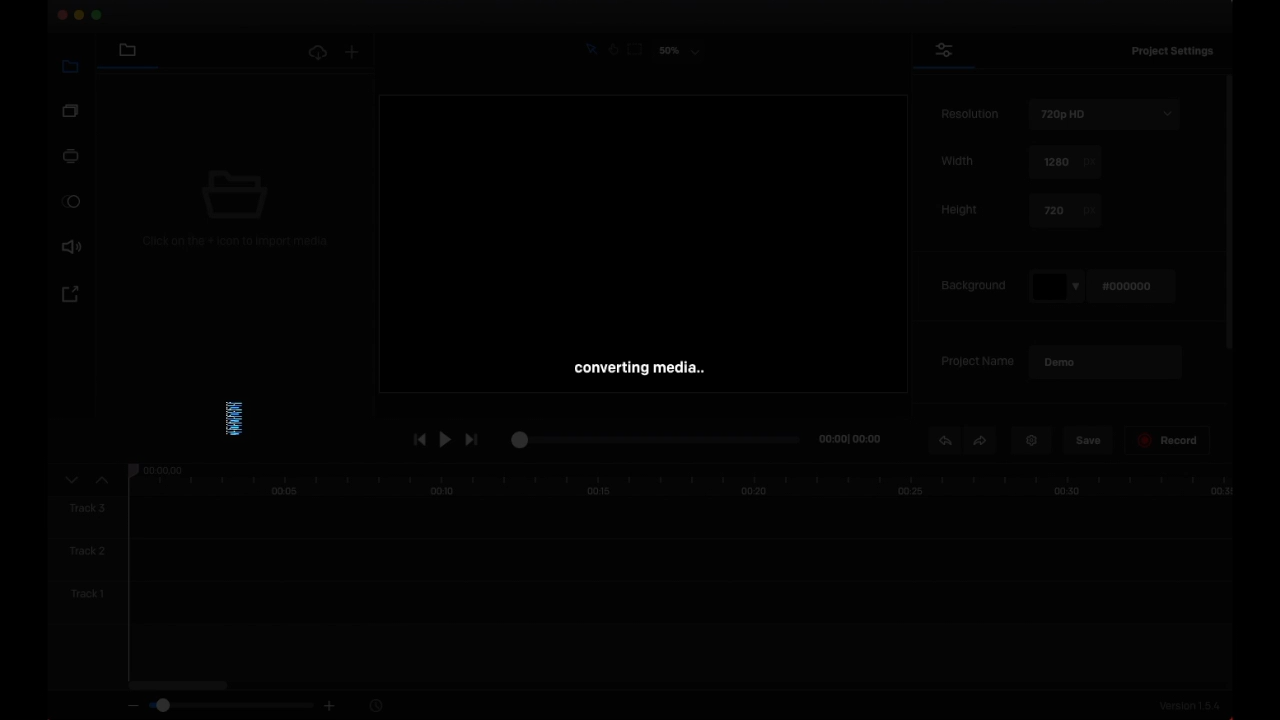 50%
Project Settings
Resolution
720p HD
Width
1280 px
Height
720 px
Click on the + icon to import media
Background
#000000
converting media..
Project Name
Demo
00:00| 00:00
Save
Record
00:00;00
00:05
00:10
00:15
00:20
00:25
00:30
Track 3
Track 2
Track 1
Version 1.5.4